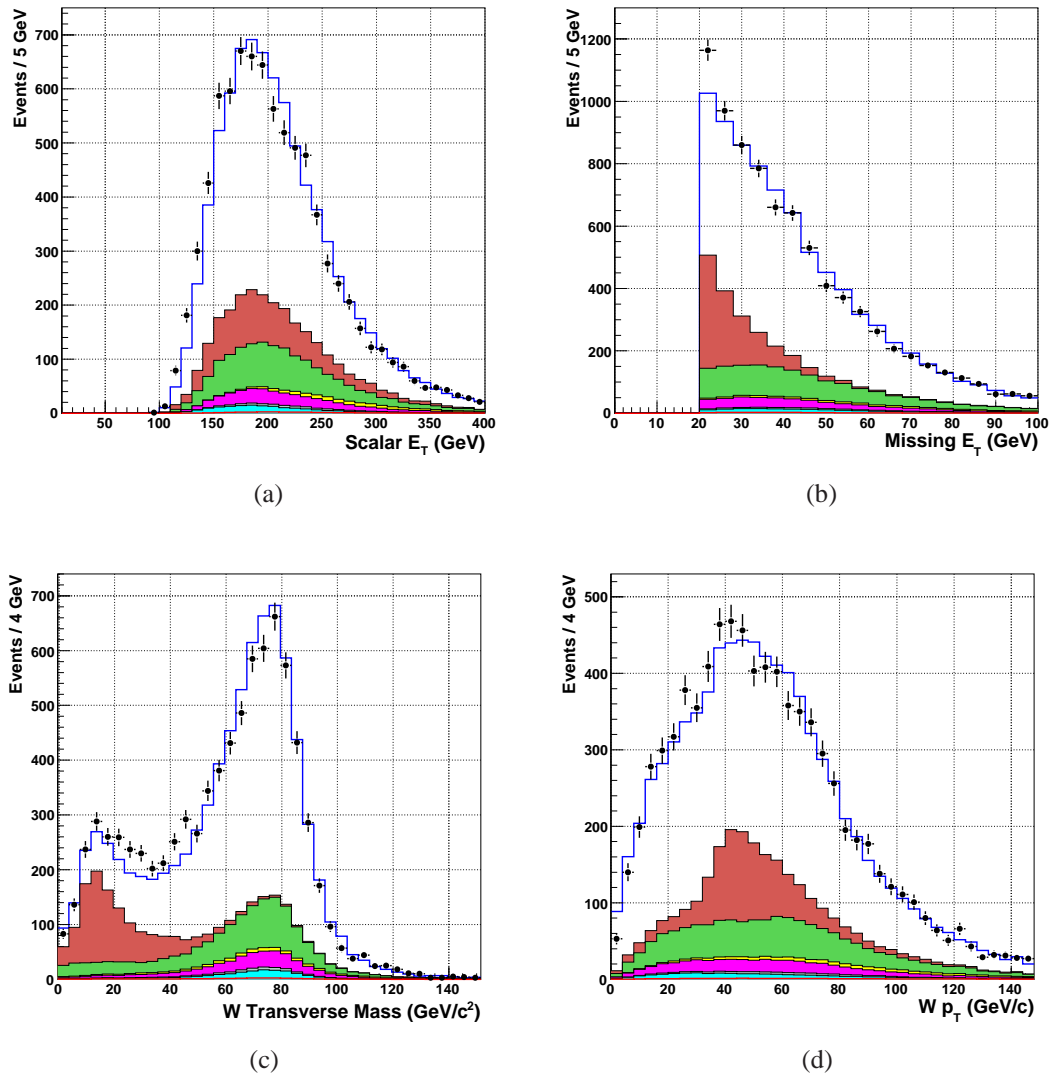 Events / 5 GeV
700
600
500
400
300
200
100
0
50 100 150 200 250 300 350 400
Scalar E_T (GeV)
(a)
Events / 5 GeV
1200
1000
800
600
400
200
0
0 10 20 30 40 50 60 70 80 90 100
Missing E_T (GeV)
(b)
Events / 4 GeV
700
600
500
400
300
200
100
0
0 20 40 60 80 100 120 140
W Transverse Mass (GeV/c²)
(c)
Events / 4 GeV
500
400
300
200
100
0
0 20 40 60 80 100 120 140
W p_T (GeV/c)
(d)